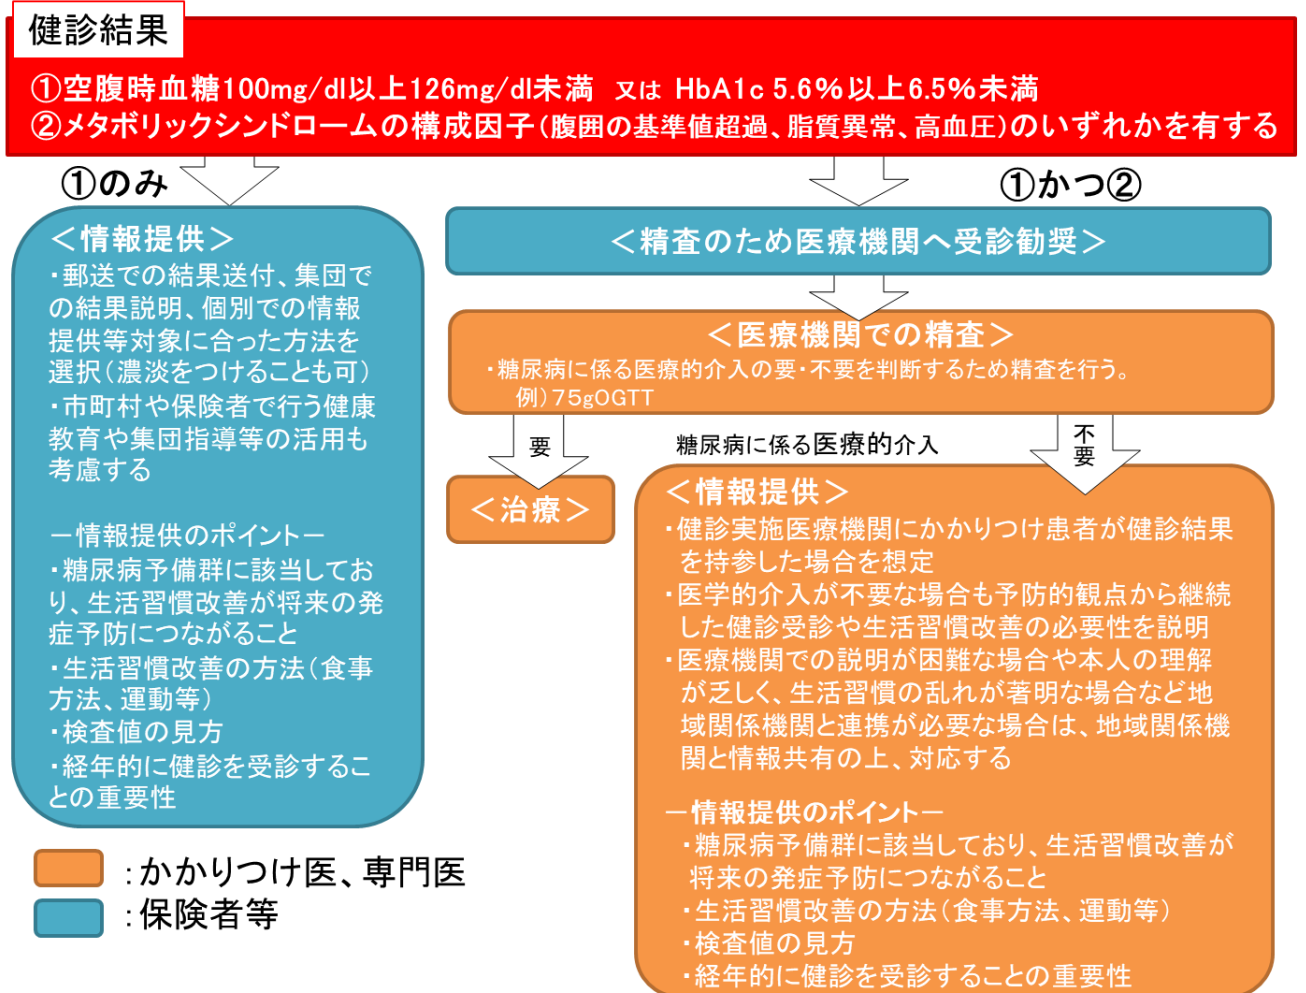 健診結果
①空腹時血糖100mg/dl以上126mg/dl未満 又は HbA1c 5.6%以上6.5%未満
②メタボリックシンドロームの構成因子(腹囲の基準値超過、脂質異常、高血圧)のいずれかを有する
①のみ
＜情報提供＞
・郵送での結果送付、集団で
の結果説明、個別での情報
提供等対象に合った方法を
選択(濃淡をつけることも可)
・市町村や保険者で行う健康
教育や集団指導等の活用も
考慮する
－情報提供のポイント－
・糖尿病予備群に該当してお
り、生活習慣改善が将来の発
症予防につながること
・生活習慣改善の方法(食事
方法、運動等)
・検査値の見方
・経年的に健診を受診するこ
との重要性
①かつ②
＜精査のため医療機関へ受診勧奨＞
＜医療機関での精査＞
・糖尿病に係る医療的介入の要・不要を判断するため精査を行う。
例)75gOGTT
要
糖尿病に係る医療的介入
不
要
＜治療＞
＜情報提供＞
・健診実施医療機関にかかりつけ患者が健診結果
を持参した場合を想定
・医学的介入が不要な場合も予防的観点から継続
した健診受診や生活習慣改善の必要性を説明
・医療機関での説明が困難な場合や本人の理解
が乏しく、生活習慣の乱れが著明な場合など地
域関係機関と連携が必要な場合は、地域関係機
関と情報共有の上、対応する
－情報提供のポイント－
・糖尿病予備群に該当しており、生活習慣改善が
将来の発症予防につながること
・生活習慣改善の方法(食事方法、運動等)
・検査値の見方
・経年的に健診を受診することの重要性
：かかりつけ医、専門医
：保険者等